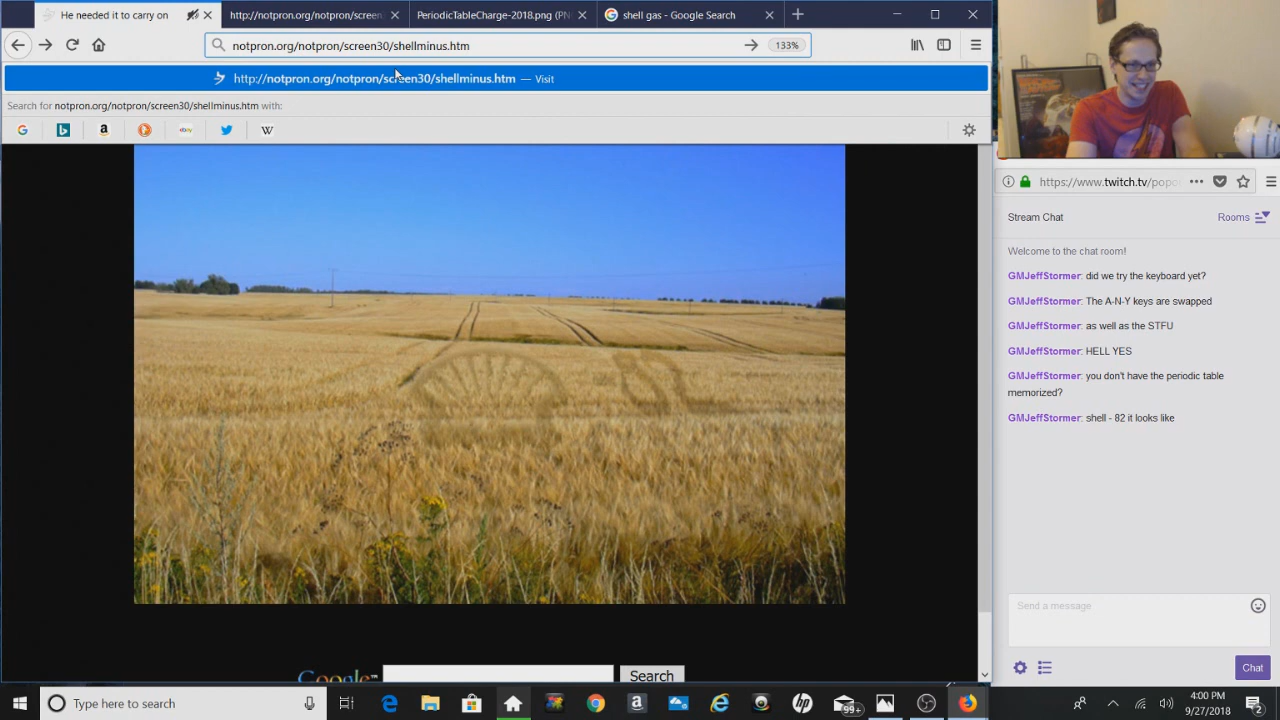 He needed it to carry on
http://notpron.org/notpron/screen
PeriodicTableCharge-2018.png (PN
shell gas - Google Search
notpron.org/notpron/screen30/shellminus.htm
133%
http://notpron.org/notpron/screen30/shellminus.htm — Visit
Search for notpron.org/notpron/screen30/shellminus.htm with:
ebay
https://www.twitch.tv/popo
Stream Chat
Rooms
Welcome to the chat room!
GMJeffStormer: did we try the keyboard yet?
GMJeffStormer: The A-N-Y keys are swapped
GMJeffStormer: as well as the STFU
GMJeffStormer: HELL YES
GMJeffStormer: you don't have the periodic table
memorized?
GMJeffStormer: shell - 82 it looks like
Send a message
Chat
Google™
Search
Type here to search
99+
4:00 PM
9/27/2018
2